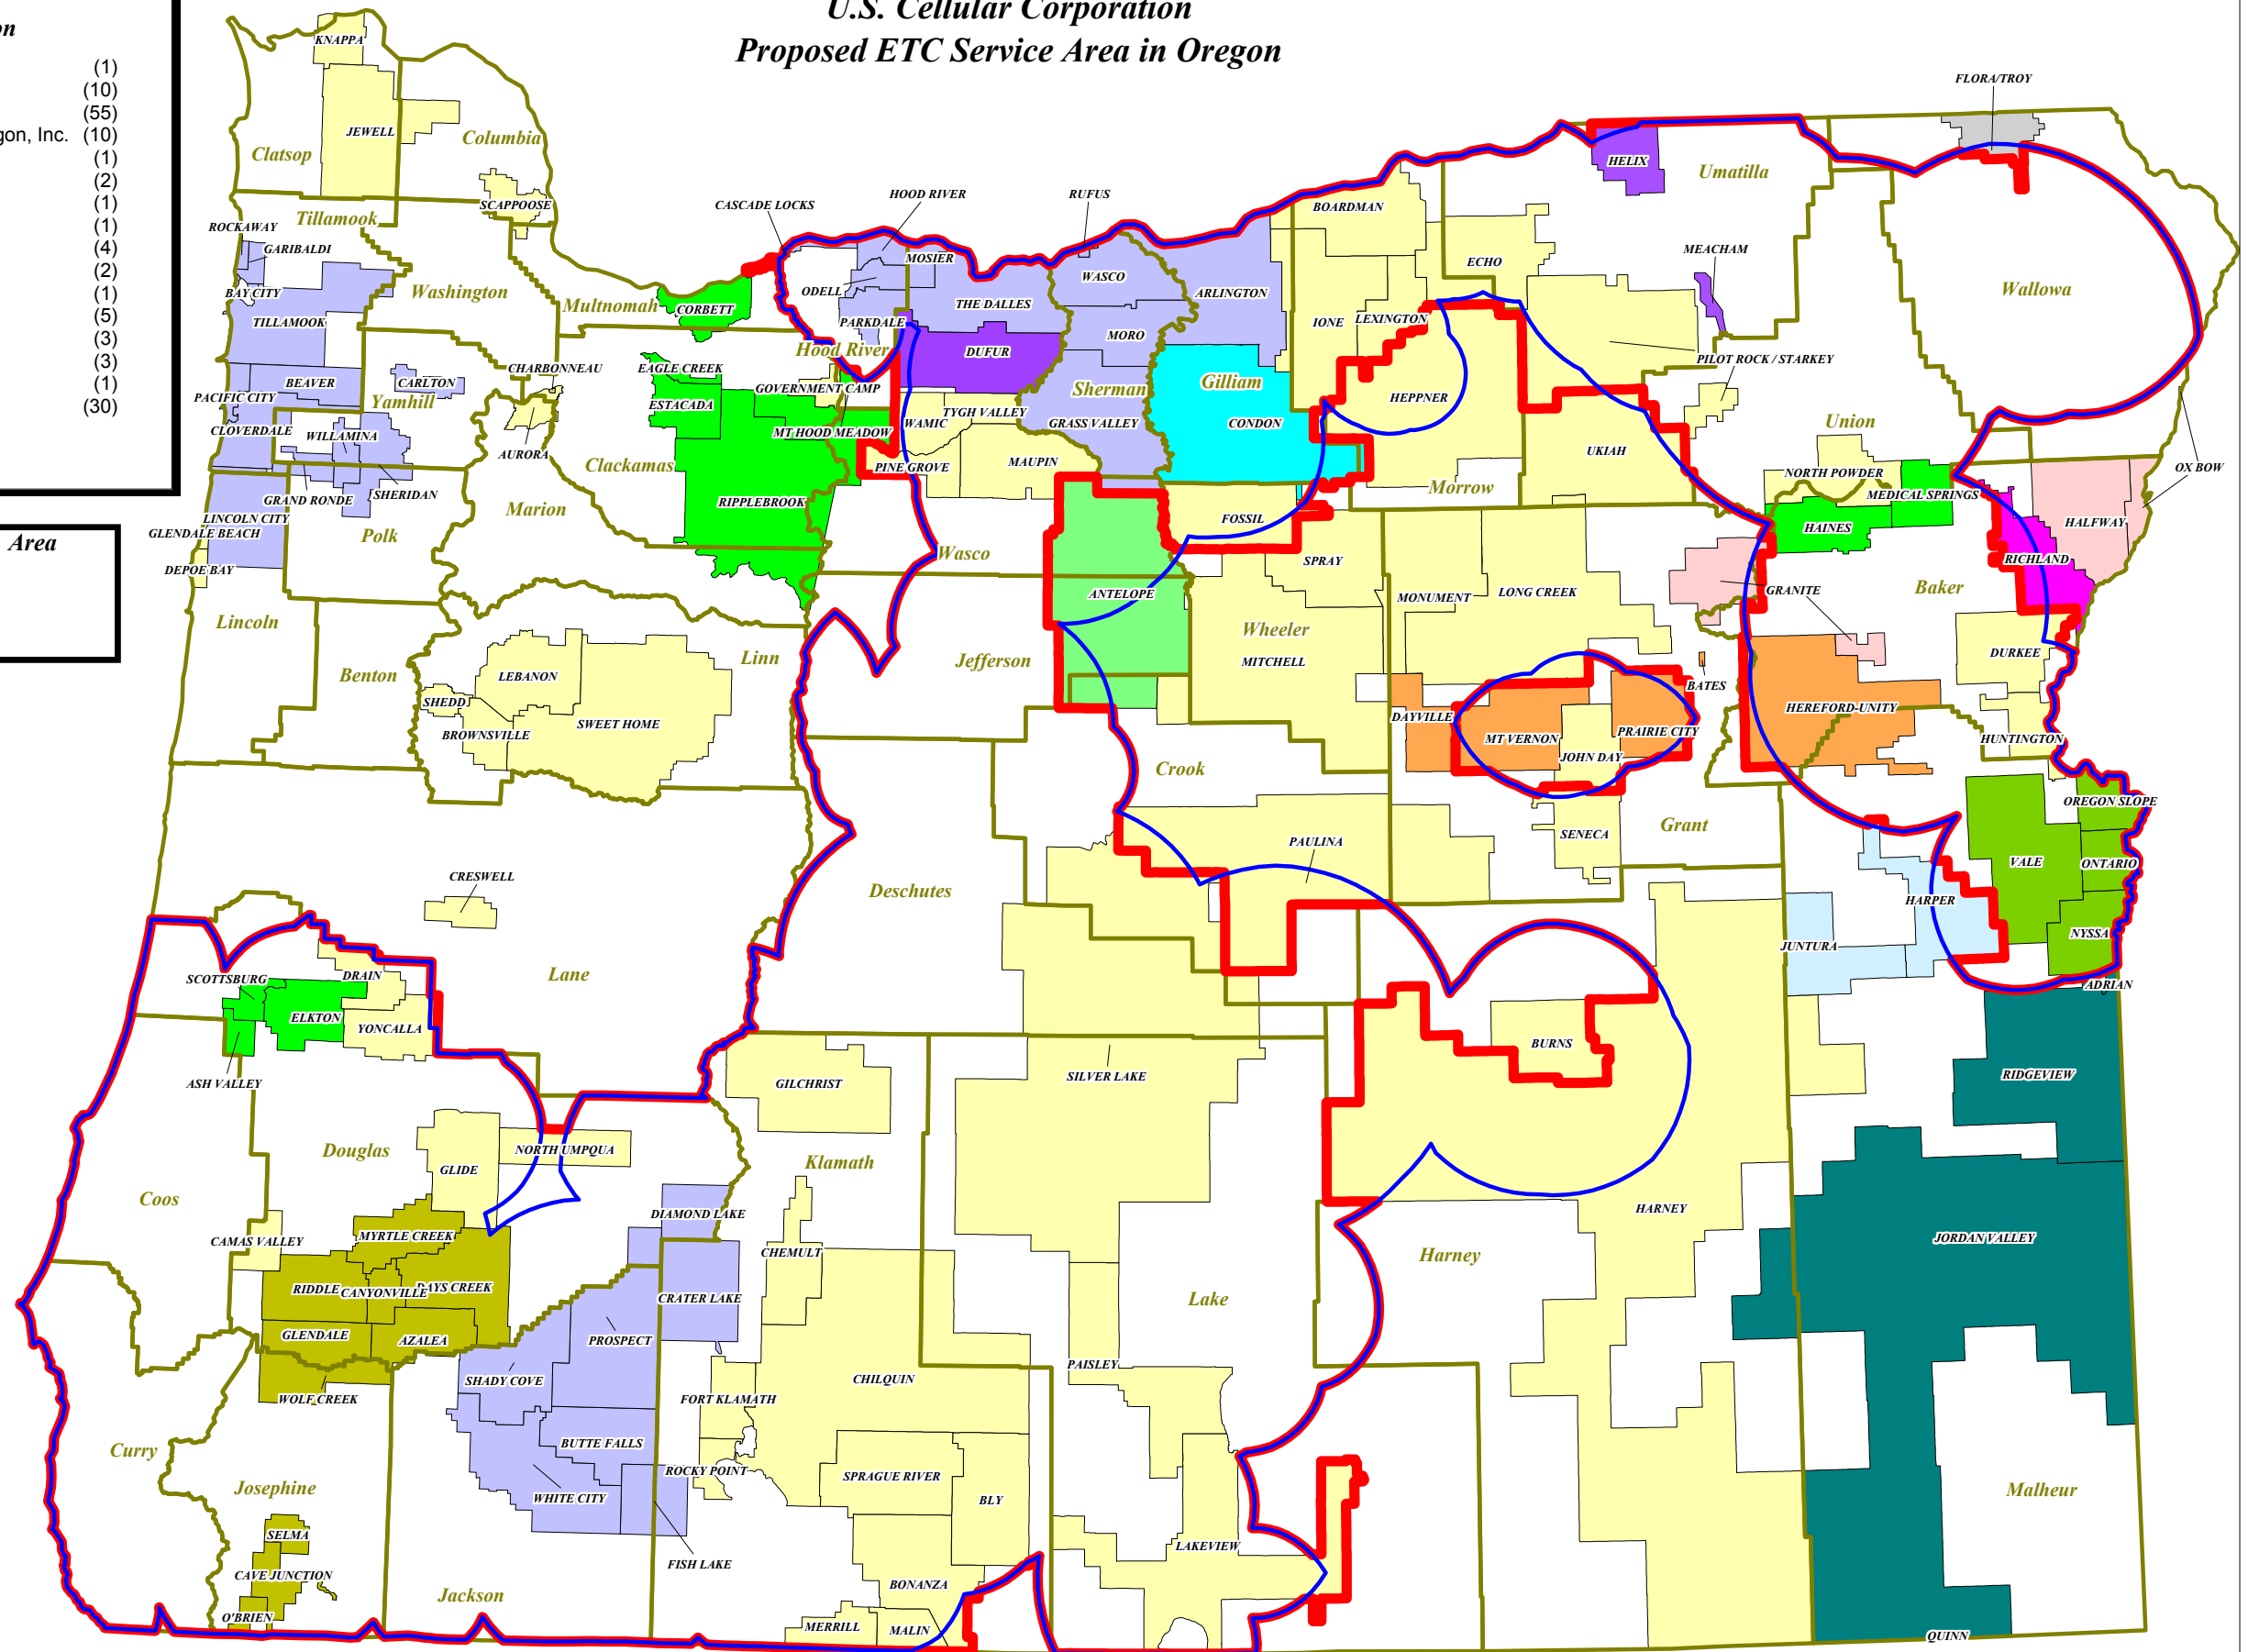 U.S. Cellular Corporation
Proposed ETC Service Area in Oregon
on
(1)
(10)
(55)
gon, Inc. (10)
(1)
(2)
(1)
(1)
(4)
(2)
(1)
(5)
(3)
(3)
(1)
(30)
Area
KNAPPA
JEWELL
Clatsop
Columbia
SCAPPOOSE
Tillamook
ROCKAWAY
GARIBALDI
BAY CITY
TILLAMOOK
Washington
Multnomah
CORBETT
CASCADE LOCKS
HOOD RIVER
RUFUS
MOSIER
ODELL
PARKDALE
Hood River
THE DALLES
WASCO
ARLINGTON
MORO
DUFUR
BOARDMAN
ECHO
IONE
LEXINGTON
HELIX
Umatilla
MEACHAM
FLORA/TROY
Wallowa
PILOT ROCK / STARKEY
BEAVER
PACIFIC CITY
CARLTON
Yamhill
CHARBONNEAU
CLOVERDALE
WILLAMINA
AURORA
EAGLE CREEK
ESTACADA
GOVERNMENT CAMP
MT HOOD MEADOW
Clackamas
RIPPLEBROOK
WAMIC
TYGH VALLEY
PINE GROVE
MAUPIN
Sherman
GRASS VALLEY
Gilliam
CONDON
HEPPNER
UKIAH
Morrow
Union
NORTH POWDER
MEDICAL SPRINGS
HAINES
OX BOW
HALFWAY
RICHLAND
GRAND RONDE
SHERIDAN
LINCOLN CITY
GLENDALE BEACH
DEPOE BAY
Polk
Marion
Lincoln
Benton
Linn
Wasco
ANTELOPE
FOSSIL
SPRAY
Wheeler
MITCHELL
Jefferson
MONUMENT
LONG CREEK
GRANITE
Baker
DURKEE
LEBANON
SHEDD
BROWNSVILLE
SWEET HOME
DAYVILLE
MT VERNON
JOHN DAY
PRAIRIE CITY
BATES
HEREFORD-UNITY
HUNTINGTON
Crook
PAULINA
SENECA
Grant
OREGON SLOPE
VALE
ONTARIO
HARPER
NYSSA
JUNTURA
ADRIAN
CRESWELL
Deschutes
Lane
SCOTTSBURG
DRAIN
ELKTON
YONCALLA
ASH VALLEY
BURNS
RIDGEVIEW
GILCHRIST
SILVER LAKE
Douglas
GLIDE
NORTH UMPQUA
Klamath
Coos
CAMAS VALLEY
MYRTLE CREEK
DIAMOND LAKE
CHEMULT
HARNEY
Harney
JORDAN VALLEY
RIDDLE
CANYONVILLE
DAYS CREEK
GLENDALE
AZALEA
CRATER LAKE
PROSPECT
Lake
SHADY COVE
WOLF CREEK
PAISLEY
CHILQUIN
FORT KLAMATH
Curry
BUTTE FALLS
ROCKY POINT
SPRAGUE RIVER
BLY
Josephine
WHITE CITY
Malheur
SELMA
LAKEVIEW
FISH LAKE
CAVE JUNCTION
Jackson
BONANZA
O'BRIEN
MERRILL
MALIN
QUINN